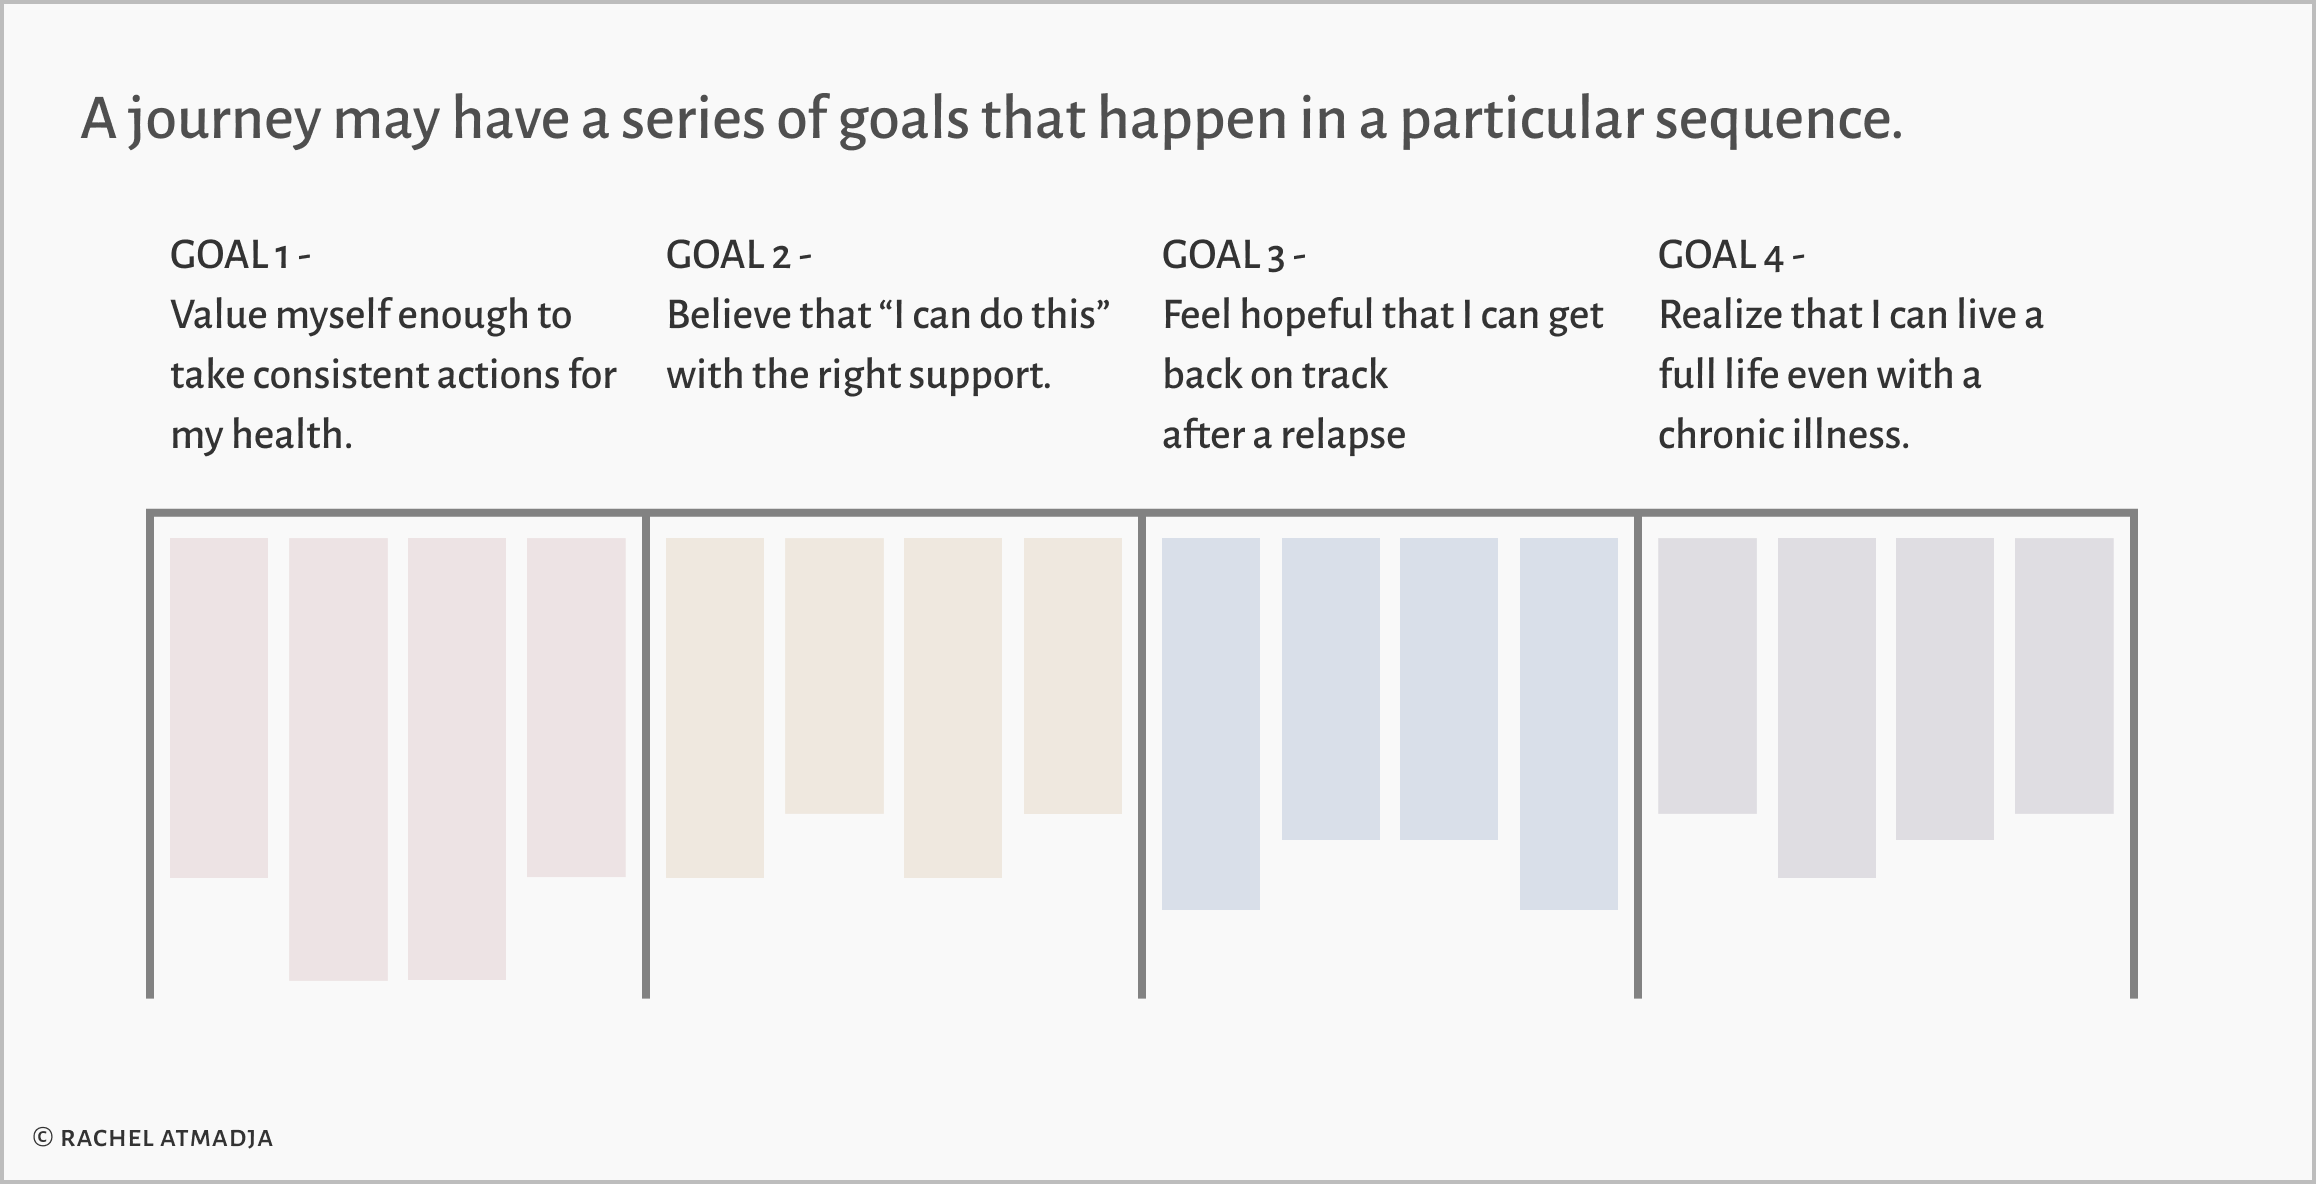 A journey may have a series of goals that happen in a particular sequence.
GOAL 1 -
Value myself enough to
take consistent actions for
my health.
GOAL 2 -
Believe that “I can do this”
with the right support.
GOAL 3 -
Feel hopeful that I can get
back on track
after a relapse
GOAL 4 -
Realize that I can live a
full life even with a
chronic illness.
© RACHEL ATMADJA